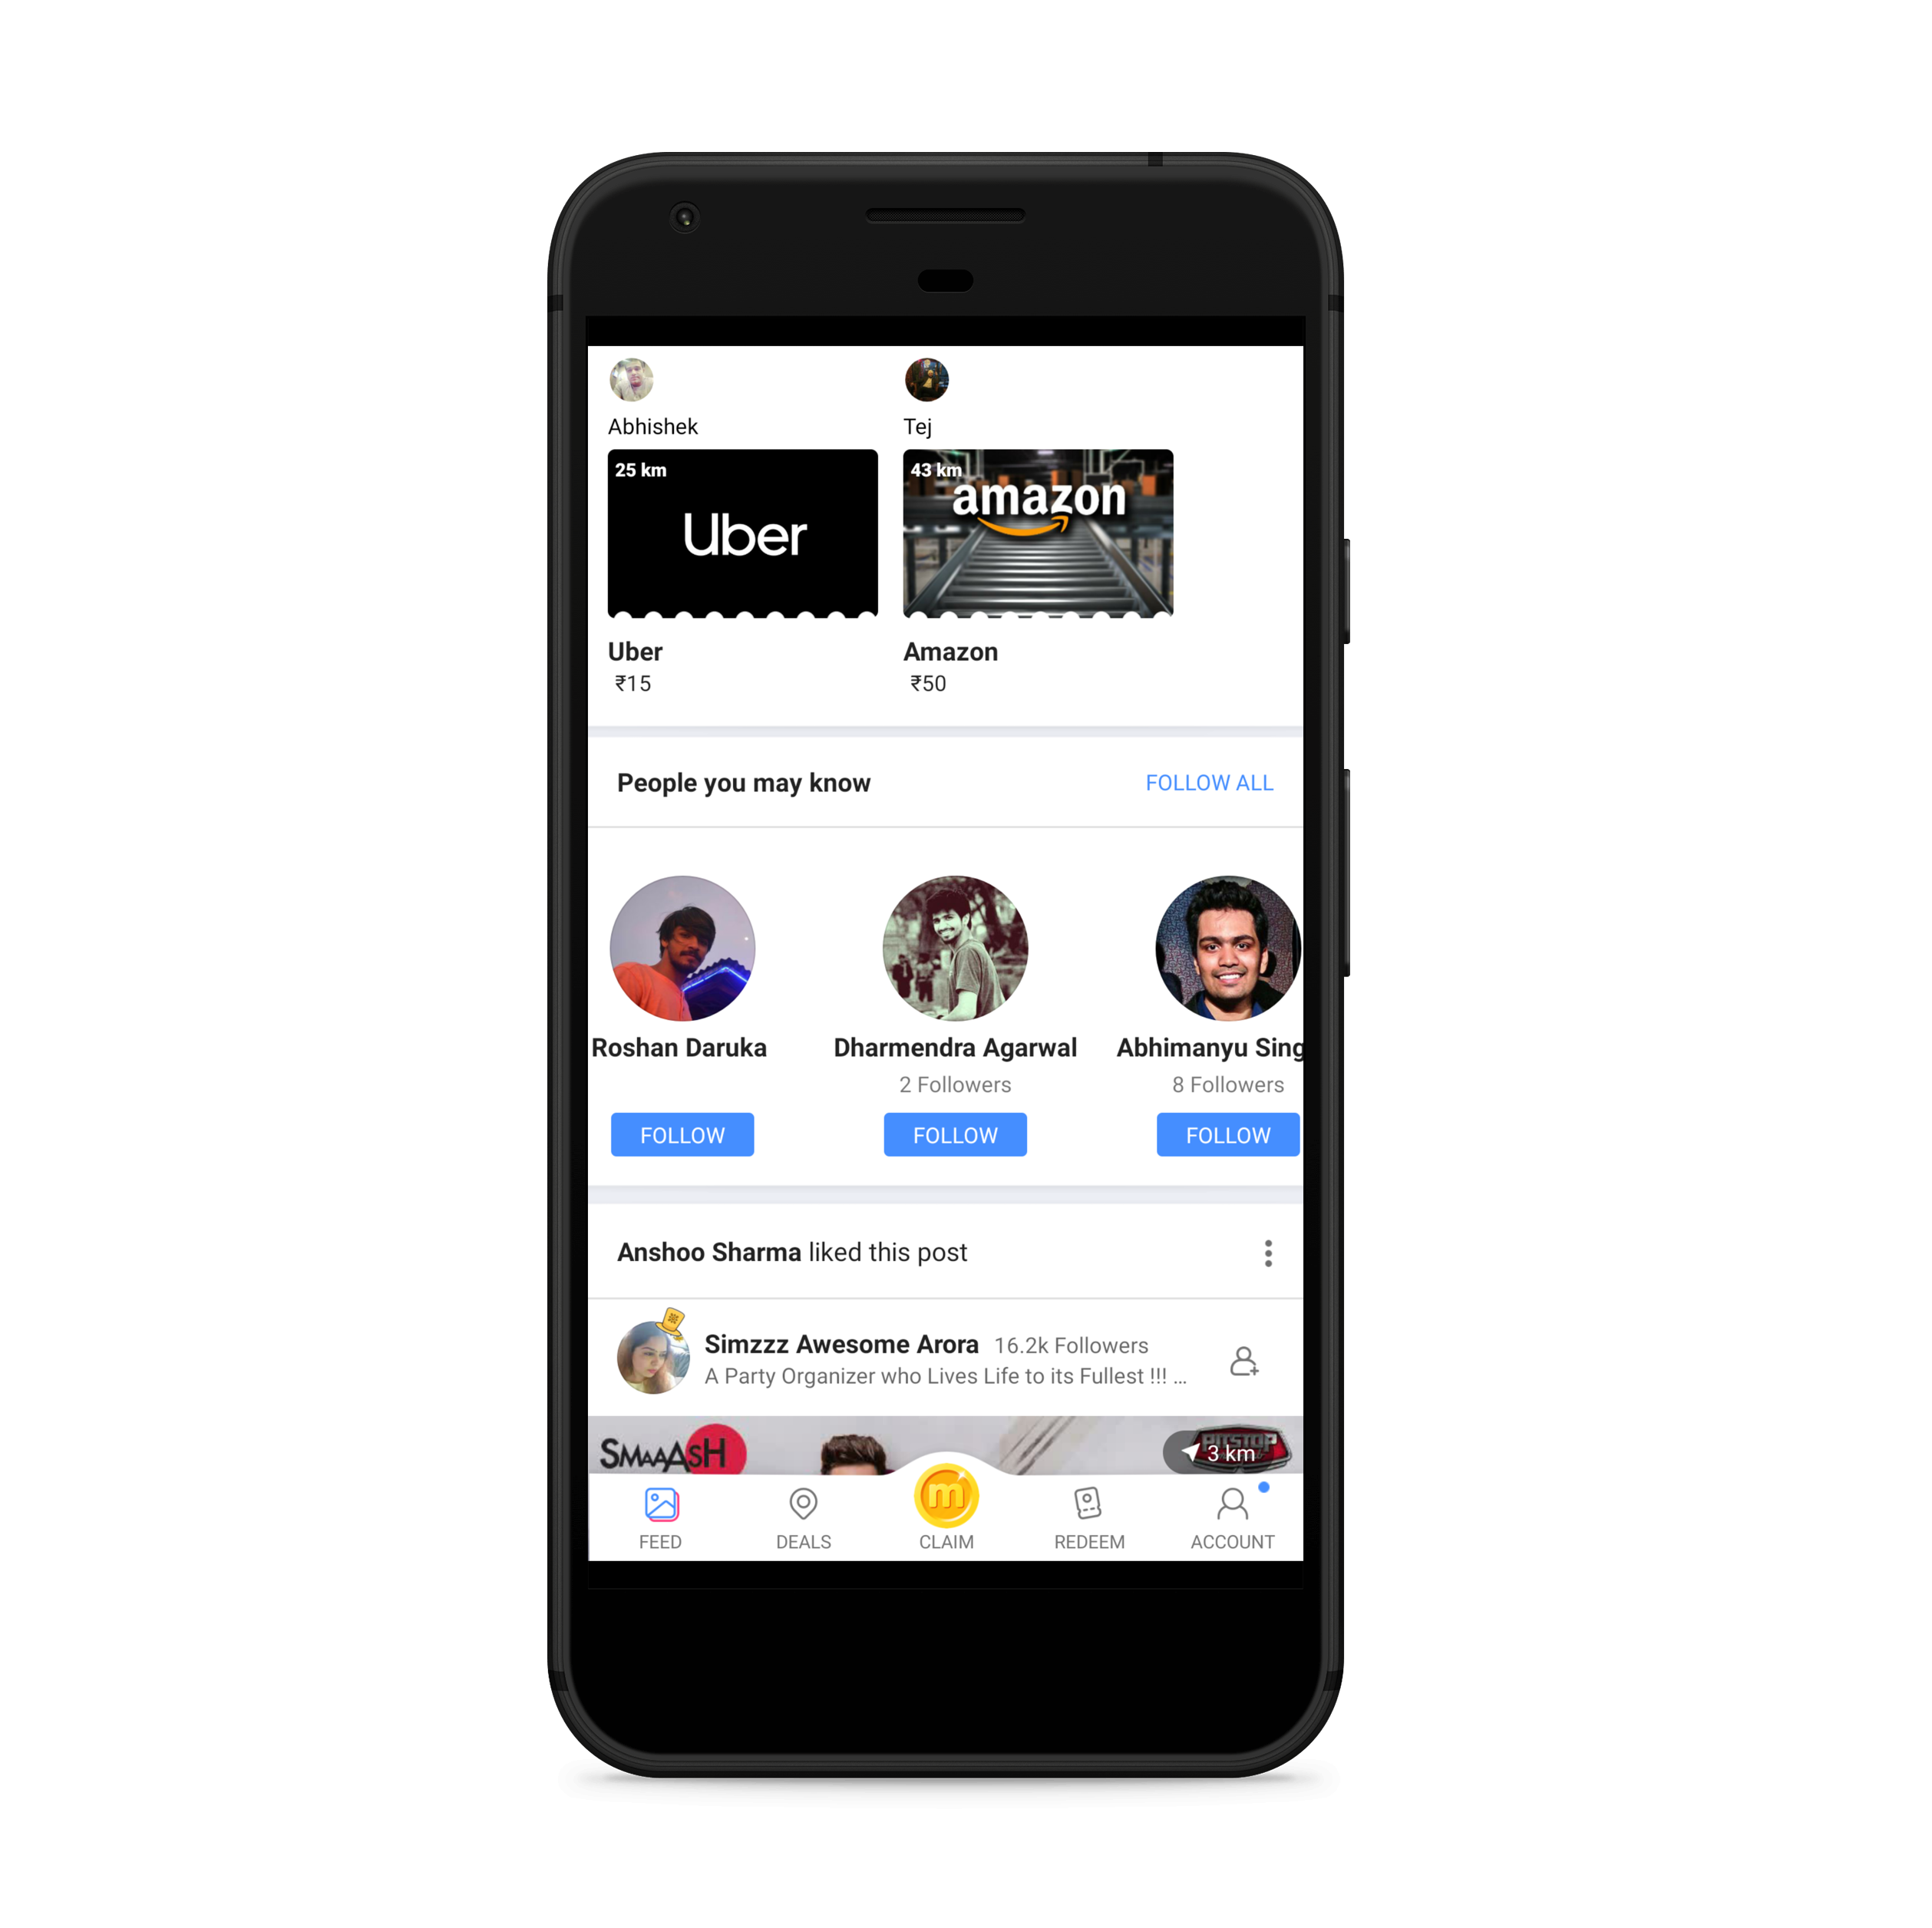 Abhishek
Tej
25 km
Uber
43 km
amazon
Uber
₹15
Amazon
₹50
People you may know
FOLLOW ALL
Roshan Daruka
Dharmendra Agarwal
Abhimanyu Sing
2 Followers
8 Followers
FOLLOW
FOLLOW
FOLLOW
Anshoo Sharma liked this post
Simzzz Awesome Arora 16.2k Followers
A Party Organizer who Lives Life to its Fullest !!! ...
SMAAASH
PITSTOP
3 km
m
FEED
DEALS
CLAIM
REDEEM
ACCOUNT